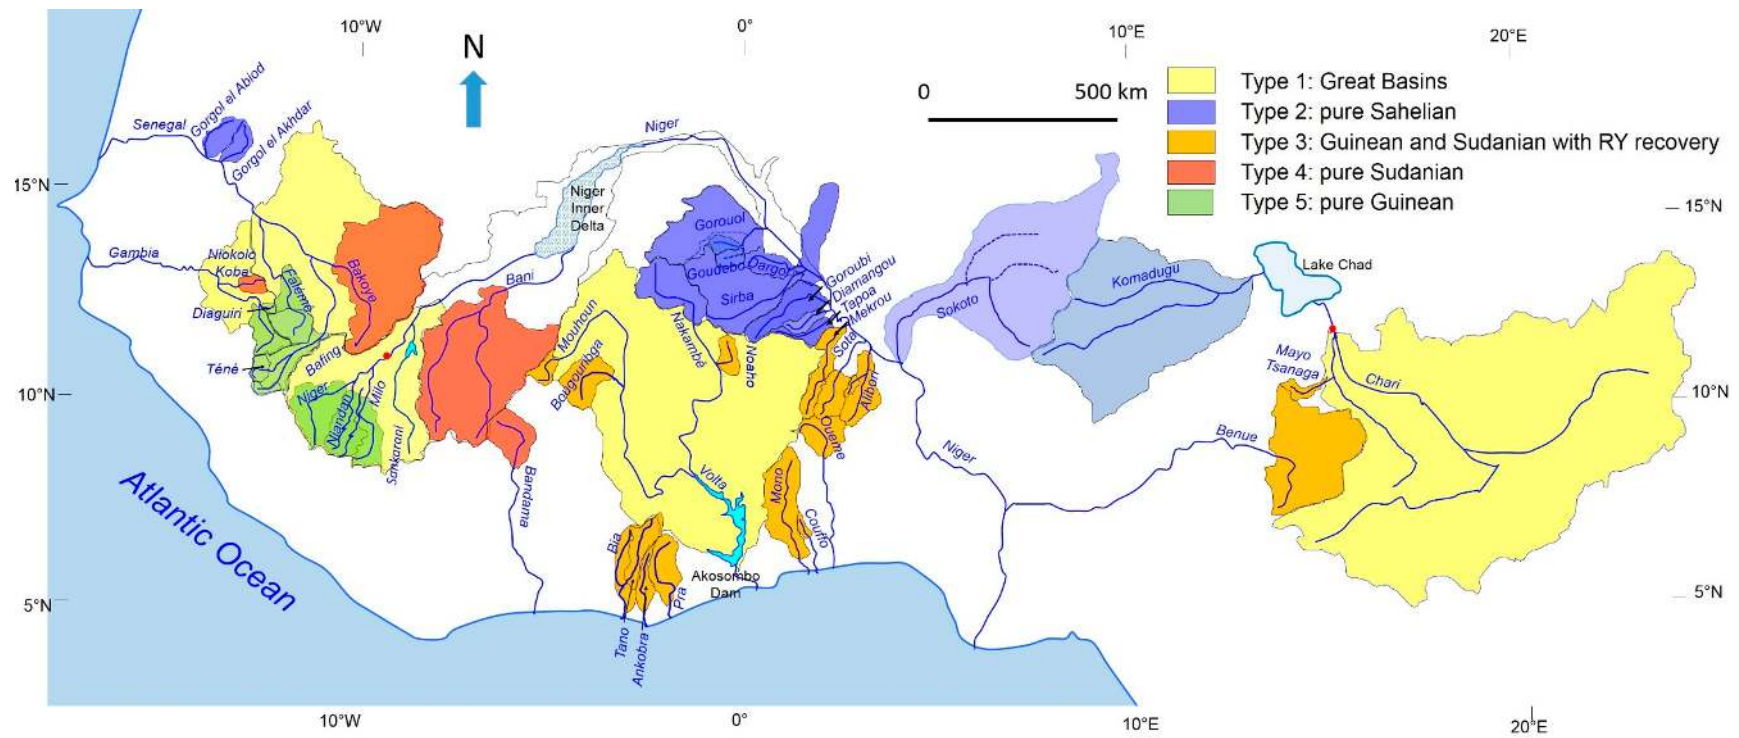 10°W
0°
10°E
20°E
N
0
500 km
Type 1: Great Basins
Type 2: pure Sahelian
Type 3: Guinean and Sudanian with RY recovery
Type 4: pure Sudanian
Type 5: pure Guinean
Senegal
Gorgol el Abiod
Gorgol el Akhdar
Niger
15°N
15°N
Niger
Inner
Delta
Gorouol
Gambia
Niokolo
Koba
Falémé
Bakoye
Bani
Goudebo
Dargol
Goroubi
Diamangou
Tapoa
Mekrou
Sirba
Sokoto
Komadugu
Lake Chad
Diaguiri
Mouhoun
Nakambé
Sota
Noaho
Téné
Bafing
Bougouriba
Alibori
Mayo
Tsanaga
Chari
10°N
10°N
Niger
Milo
Niandan
Sankarani
Oueme
Niger
Benue
Bandama
Volta
Mono
Couffo
Atlantic Ocean
Bia
Akosombo
Dam
Pra
5°N
5°N
Tano
Ankobra
10°W
0°
10°E
20°E